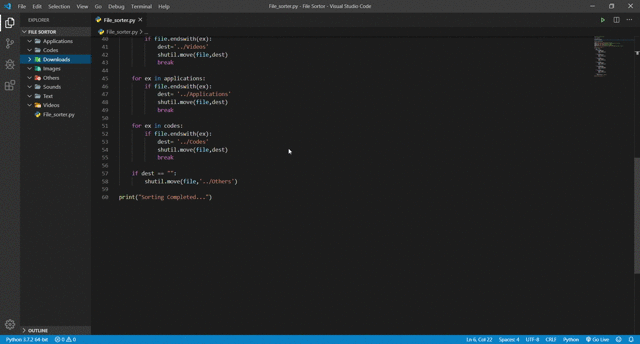 File Edit Selection View Go Debug Terminal Help
File_sorter.py - File Sortor - Visual Studio Code
EXPLORER
FILE SORTOR
Applications
Codes
Downloads
Images
Others
Sounds
Text
Videos
File_sorter.py
OUTLINE
File_sorter.py
File_sorter.py > ...
40 if file.endswith(ex):
41 dest='../Videos'
42 shutil.move(file,dest)
43 break
44
45 for ex in applications:
46 if file.endswith(ex):
47 dest= '../Applications'
48 shutil.move(file,dest)
49 break
50
51 for ex in codes:
52 if file.endswith(ex):
53 dest= '../Codes'
54 shutil.move(file,dest)
55 break
56
57 if dest == "":
58 shutil.move(file,'../Others')
59
60 print("Sorting Completed...")
Python 3.7.2 64-bit 0 0 Ln 6, Col 22 Spaces: 4 UTF-8 CRLF Python Go Live